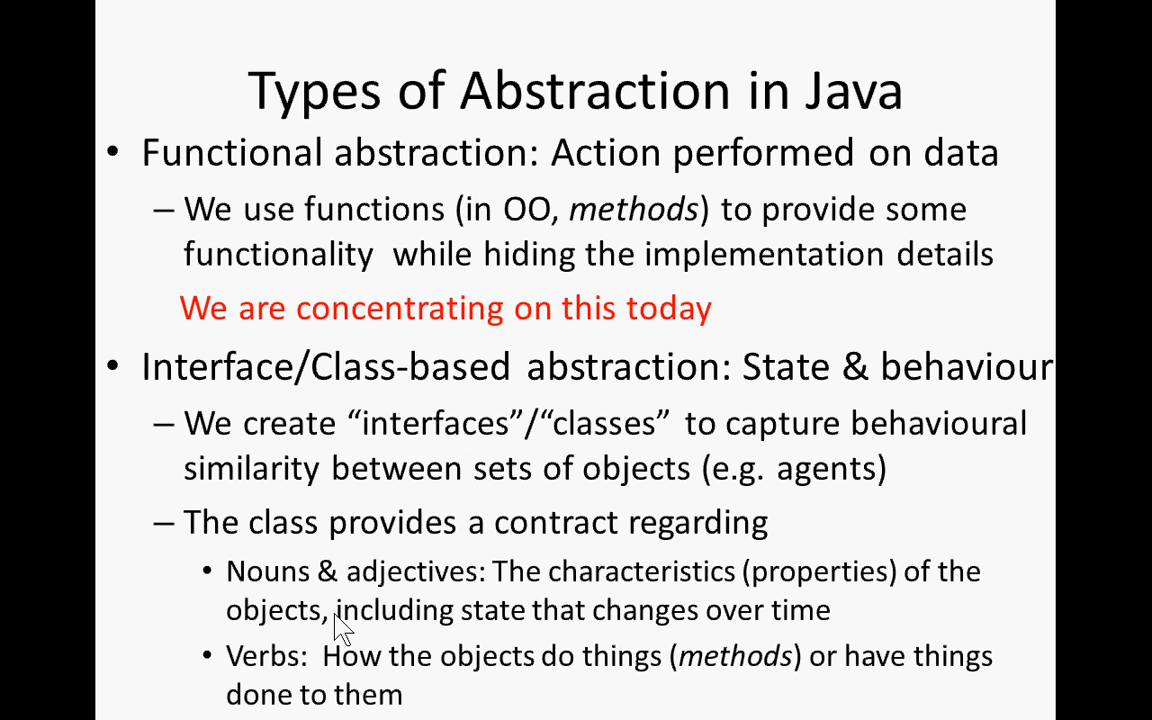 Types of Abstraction in Java
• Functional abstraction: Action performed on data
– We use functions (in OO, methods) to provide some
functionality while hiding the implementation details
We are concentrating on this today
• Interface/Class-based abstraction: State & behaviour
– We create “interfaces”/“classes” to capture behavioural
similarity between sets of objects (e.g. agents)
– The class provides a contract regarding
• Nouns & adjectives: The characteristics (properties) of the
objects, including state that changes over time
• Verbs: How the objects do things (methods) or have things
done to them